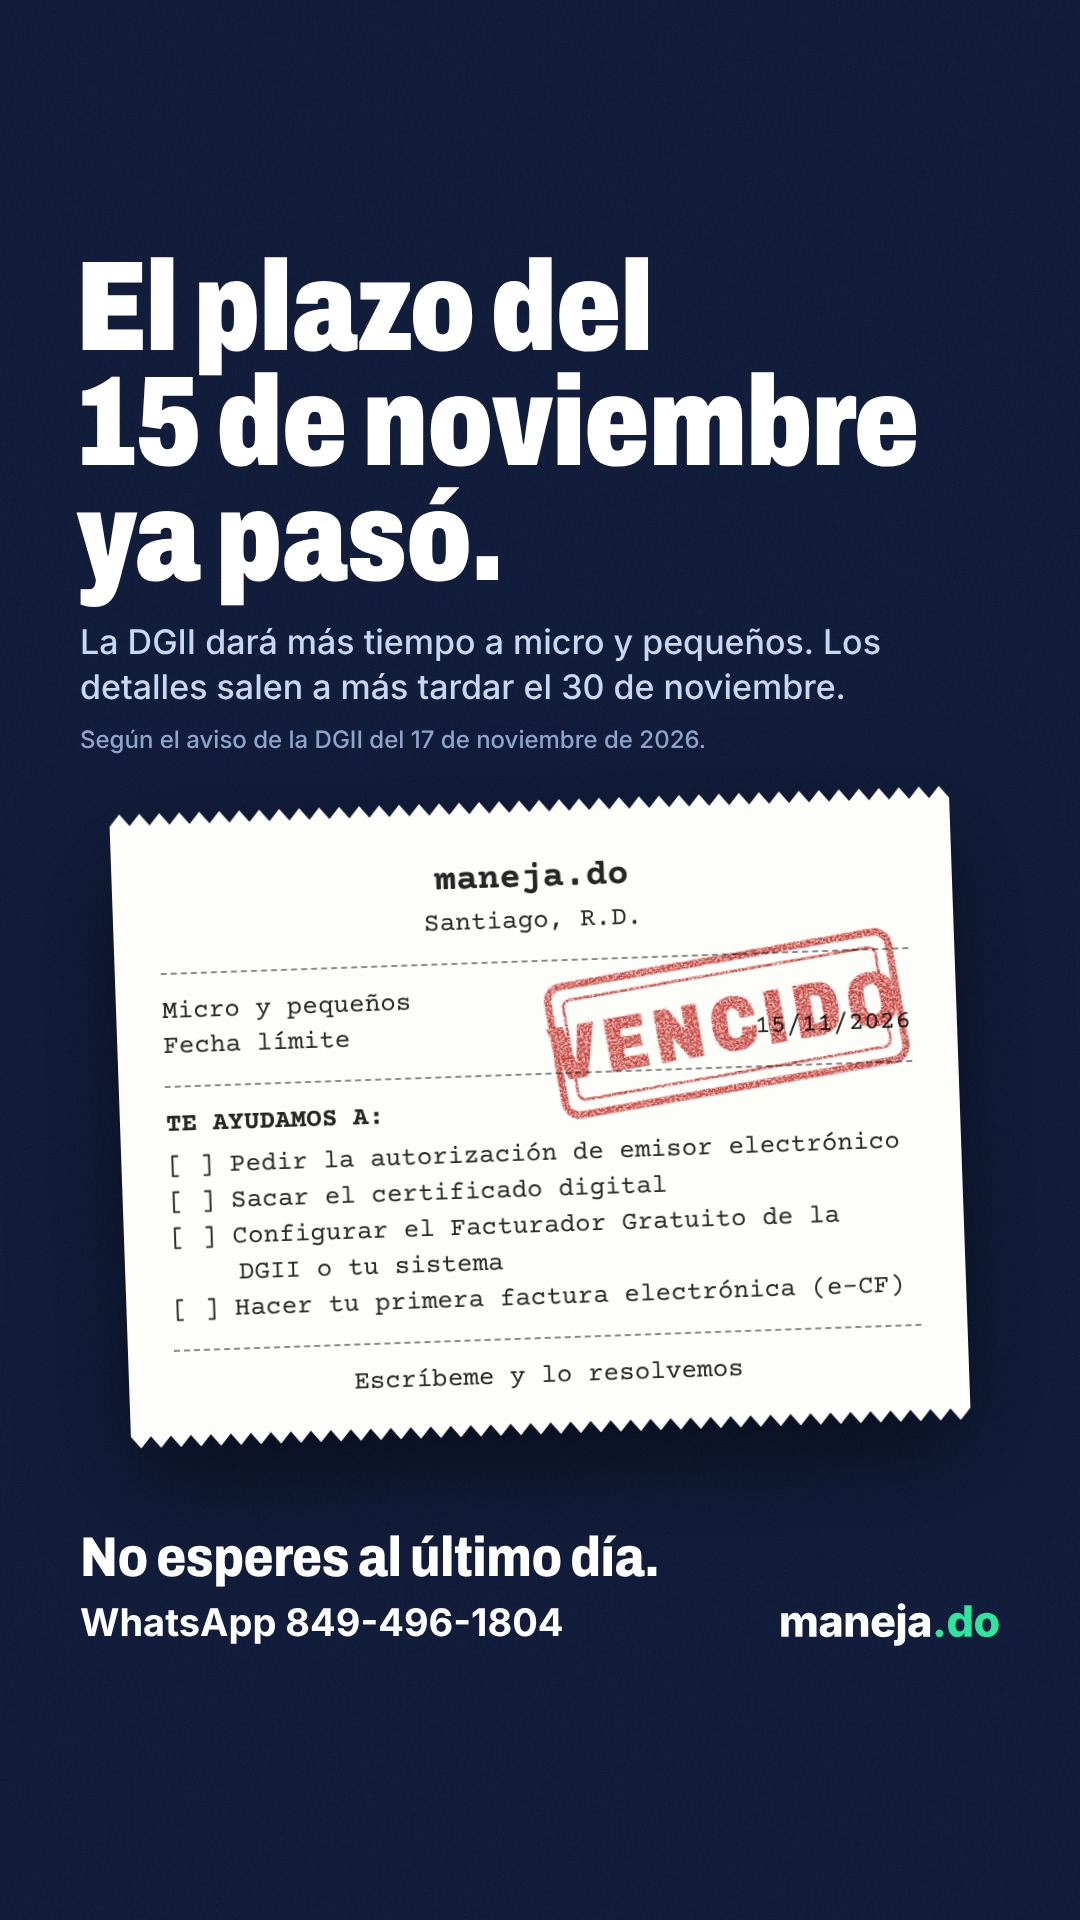 El plazo del
15 de noviembre
ya pasó.
La DGII dará más tiempo a micro y pequeños. Los
detalles salen a más tardar el 30 de noviembre.
Según el aviso de la DGII del 17 de noviembre de 2026.
maneja.do
Santiago, R.D.
Micro y pequeños
Fecha límite 15/11/2026
VENCIDO
TE AYUDAMOS A:
[ ] Pedir la autorización de emisor electrónico
[ ] Sacar el certificado digital
[ ] Configurar el Facturador Gratuito de la
DGII o tu sistema
[ ] Hacer tu primera factura electrónica (e-CF)
Escríbeme y lo resolvemos
No esperes al último día.
WhatsApp 849-496-1804
maneja.do